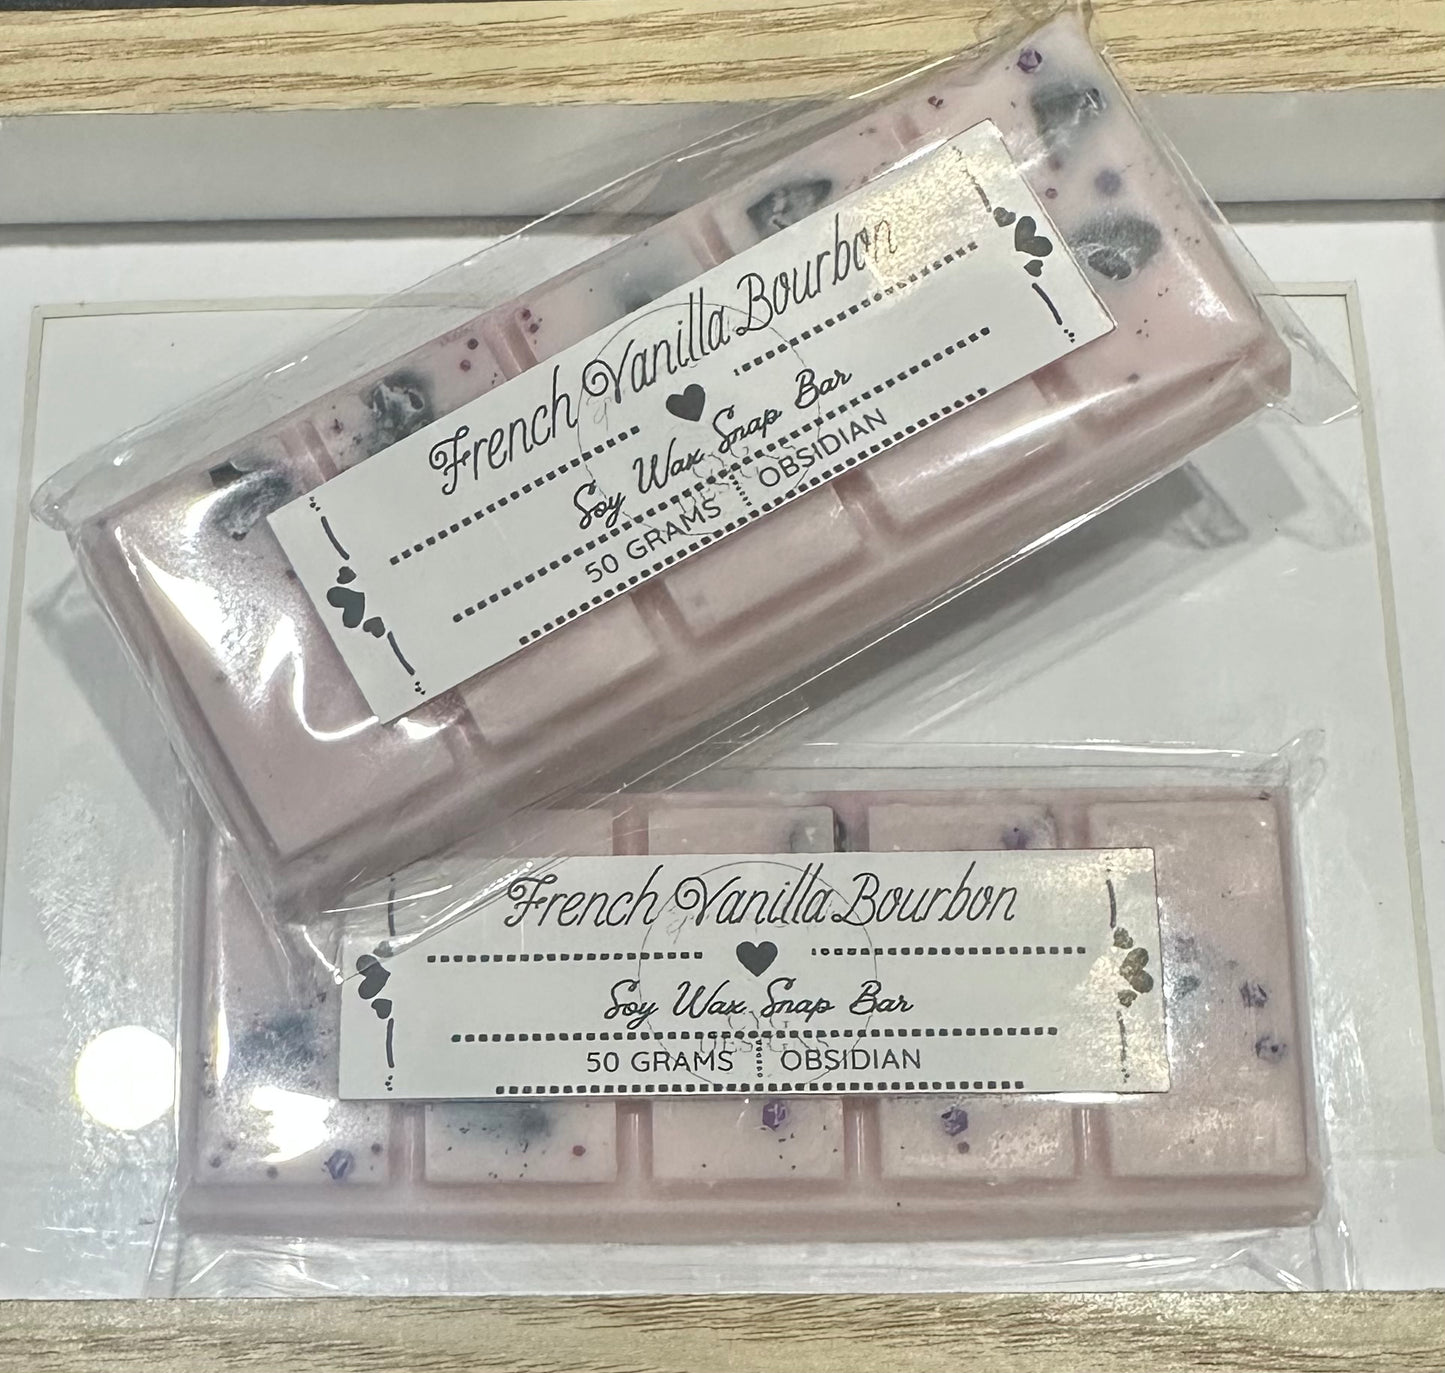 French Vanilla Bourbon
Soy Wax Snap Bar
50 GRAMS OBSIDIAN
French Vanilla Bourbon
Soy Wax Snap Bar
DESIGNS
50 GRAMS OBSIDIAN